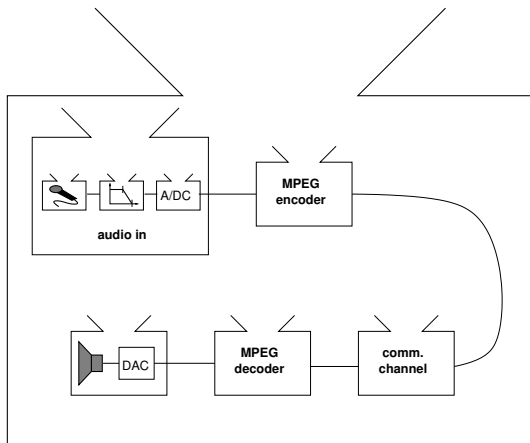 A/DC
MPEG
encoder
audio in
DAC
MPEG
decoder
comm.
channel